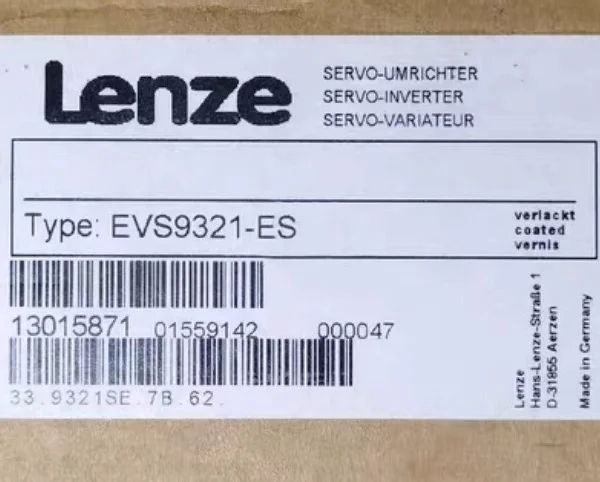 Lenze
SERVO-UMRICHTER
SERVO-INVERTER
SERVO-VARIATEUR
Type: EVS9321-ES
verlackt
coated
vernis
13015871 01559142 000047
33.9321SE.7B.62.
Lenze
Hans-Lenze-Straße 1
D-31855 Aerzen
Made in Germany